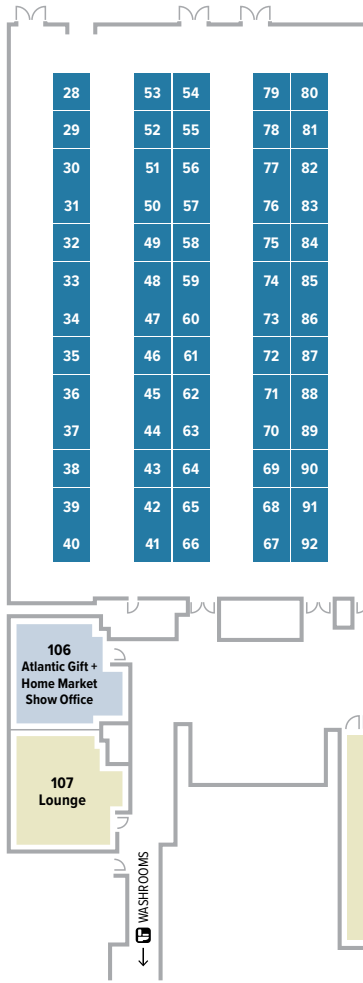 28 53 54 79 80
29 52 55 78 81
30 51 56 77 82
31 50 57 76 83
32 49 58 75 84
33 48 59 74 85
34 47 60 73 86
35 46 61 72 87
36 45 62 71 88
37 44 63 70 89
38 43 64 69 90
39 42 65 68 91
40 41 66 67 92
106
Atlantic Gift +
Home Market
Show Office
107
Lounge
WASHROOMS